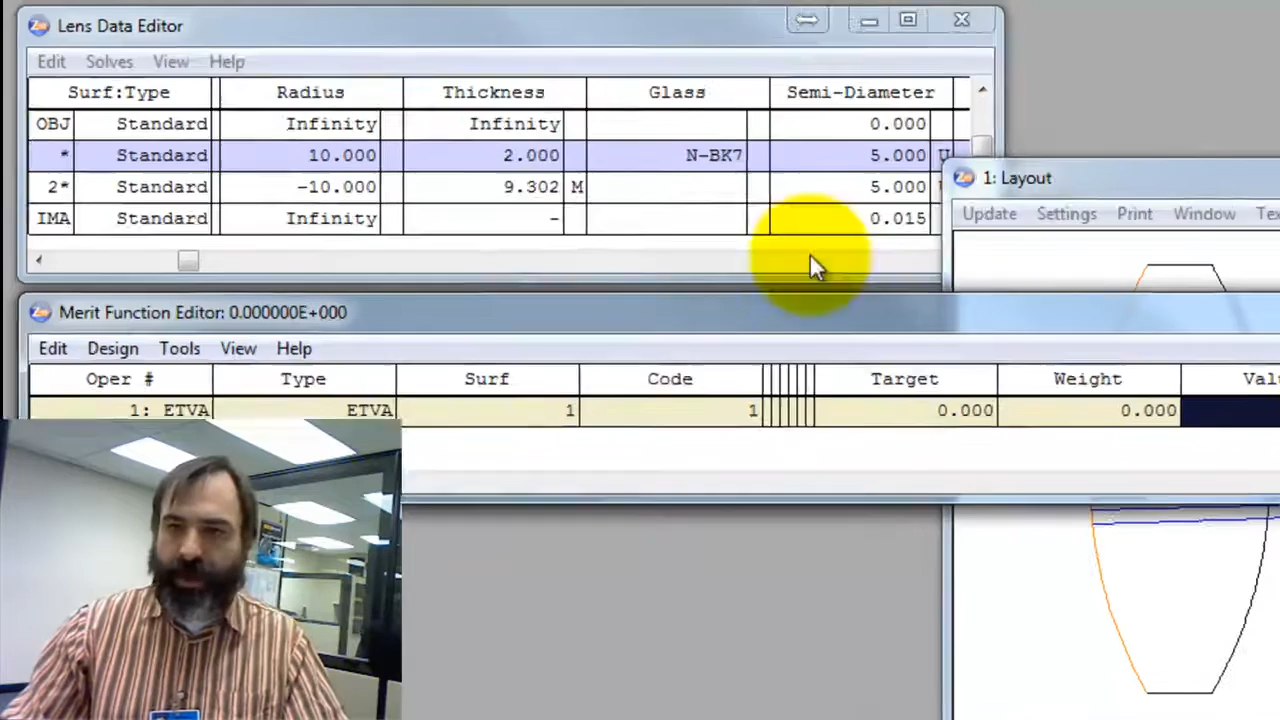 Lens Data Editor
Edit Solves View Help
Surf:Type Radius Thickness Glass Semi-Diameter
OBJ Standard Infinity Infinity 0.000
* Standard 10.000 2.000 N-BK7 5.000 U
2* Standard -10.000 9.302 M 5.000
IMA Standard Infinity - 0.015
1: Layout
Update Settings Print Window Tex
Merit Function Editor: 0.000000E+000
Edit Design Tools View Help
Oper # Type Surf Code Target Weight Valu
1: ETVA ETVA 1 1 0.000 0.000